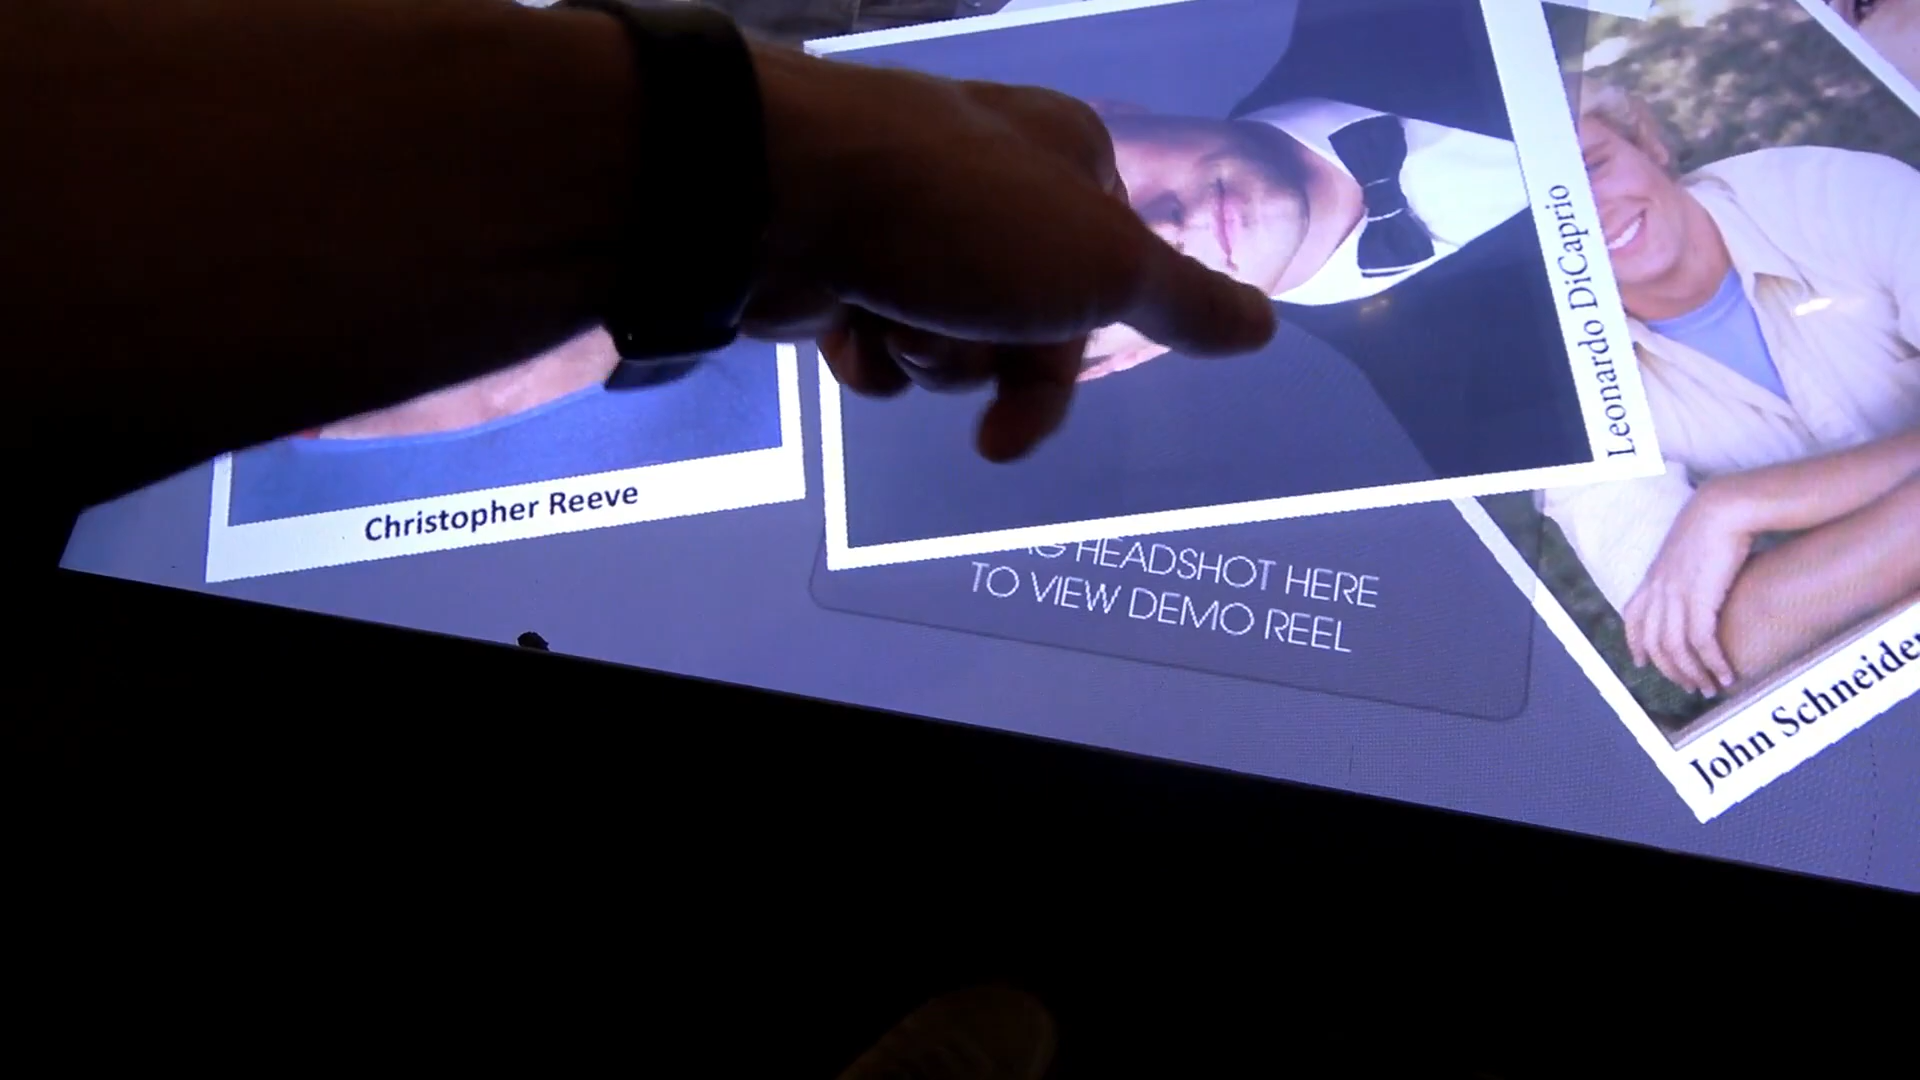 Christopher Reeve
Leonardo DiCaprio
HEADSHOT HERE
TO VIEW DEMO REEL
John Schneider